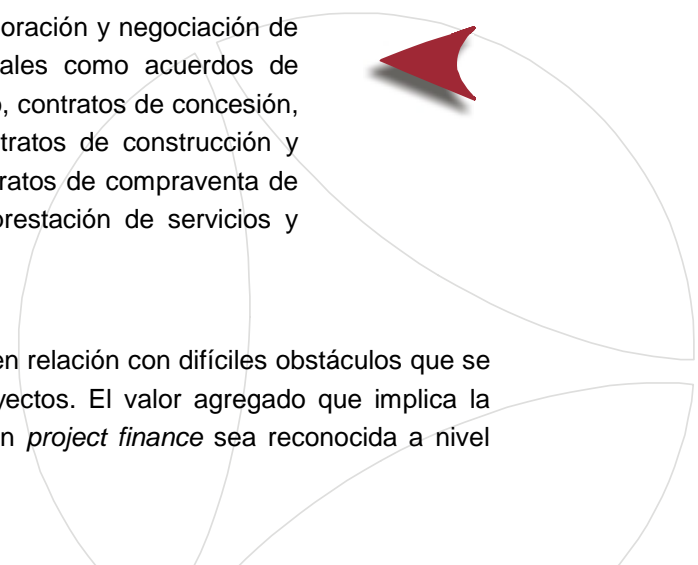 oración y negociación de
ales como acuerdos de
, contratos de concesión,
tratos de construcción y
ratos de compraventa de
prestación de servicios y
en relación con difíciles obstáculos que se
yectos. El valor agregado que implica la
n project finance sea reconocida a nivel